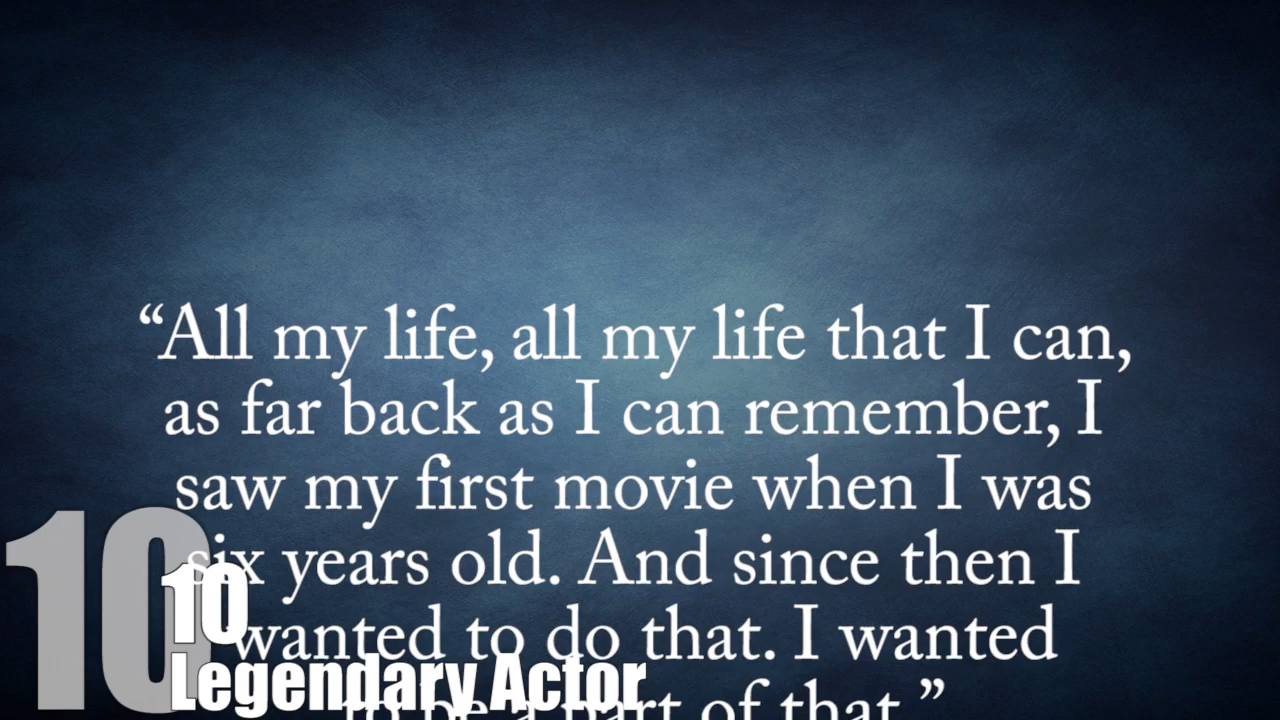 “All my life, all my life that I can,
as far back as I can remember, I
saw my first movie when I was
six years old. And since then I
wanted to do that. I wanted
to be a part of that.”
10
10
Legendary Actor